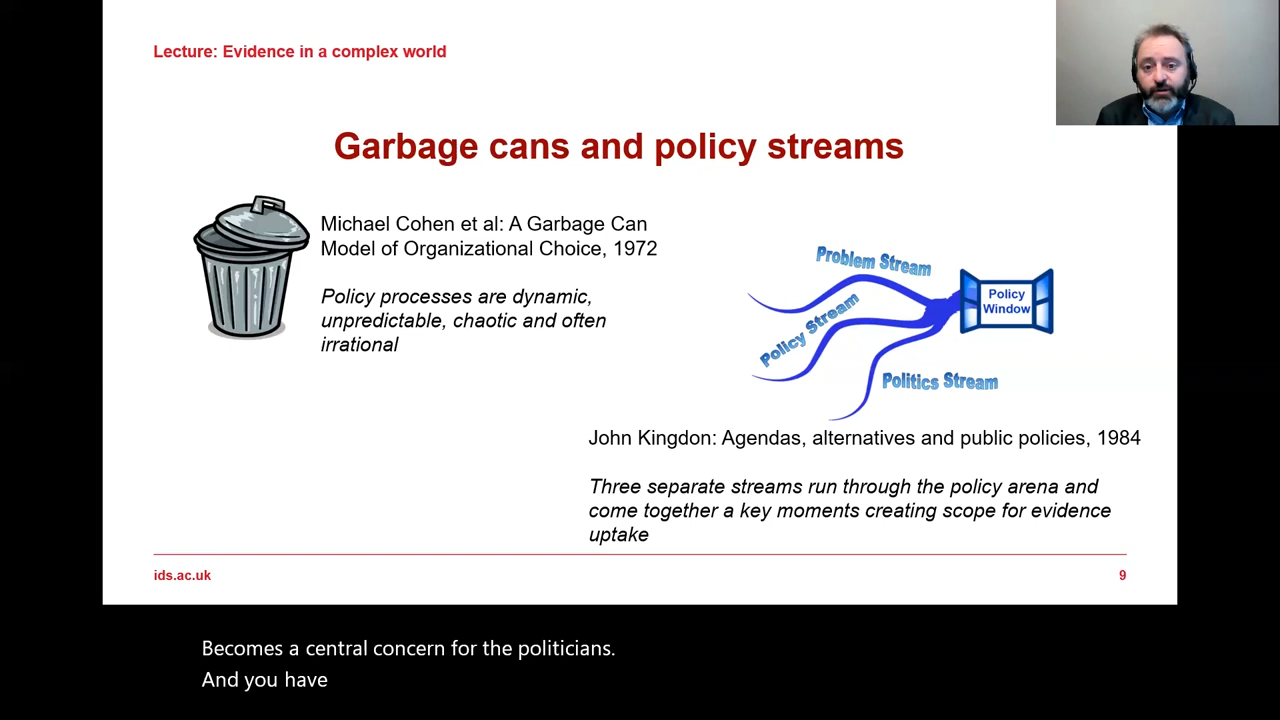 Lecture: Evidence in a complex world
Garbage cans and policy streams
Michael Cohen et al: A Garbage Can
Model of Organizational Choice, 1972
Policy processes are dynamic,
unpredictable, chaotic and often
irrational
Problem Stream
Policy Stream
Politics Stream
Policy
Window
John Kingdon: Agendas, alternatives and public policies, 1984
Three separate streams run through the policy arena and
come together a key moments creating scope for evidence
uptake
ids.ac.uk
9
Becomes a central concern for the politicians.
And you have